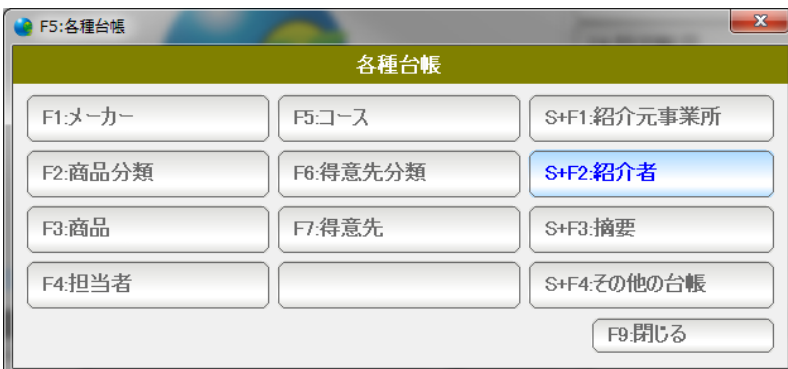 F5:各種台帳
各種台帳
F1:メーカー
F5:コース
S+F1:紹介元事業所
F2:商品分類
F6:得意先分類
S+F2:紹介者
F3:商品
F7:得意先
S+F3:摘要
F4:担当者
S+F4:その他の台帳
F9:閉じる